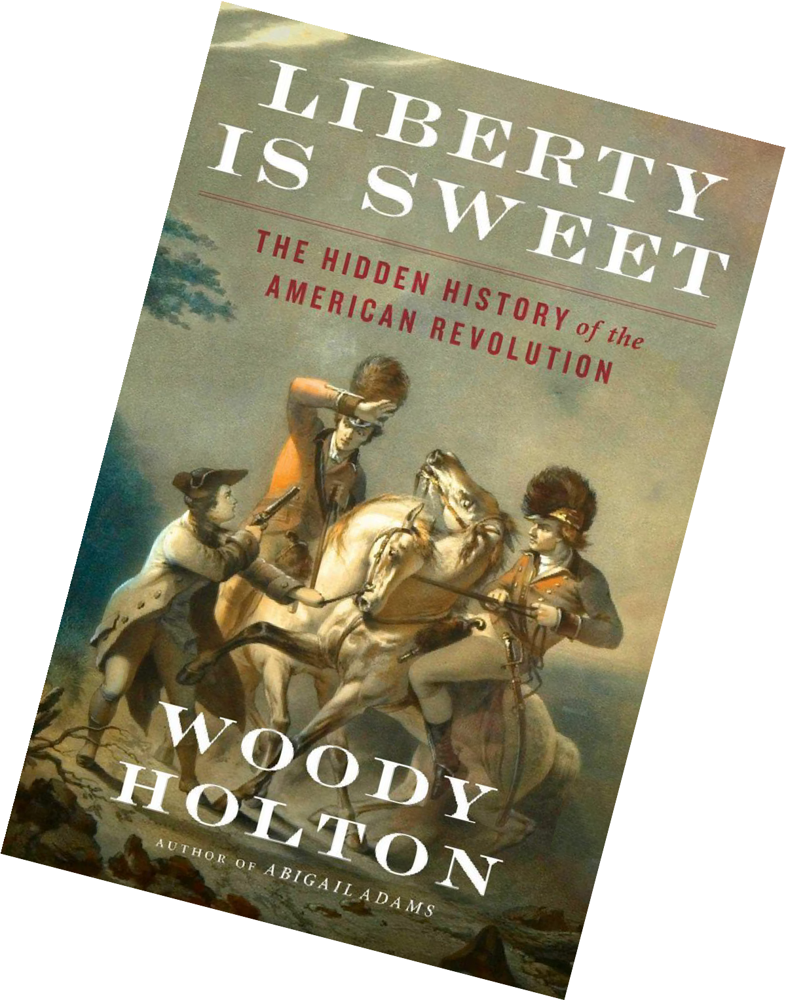 LIBERTY
IS SWEET
THE HIDDEN HISTORY of the
AMERICAN REVOLUTION
WOODY
HOLTON
AUTHOR OF ABIGAIL ADAMS